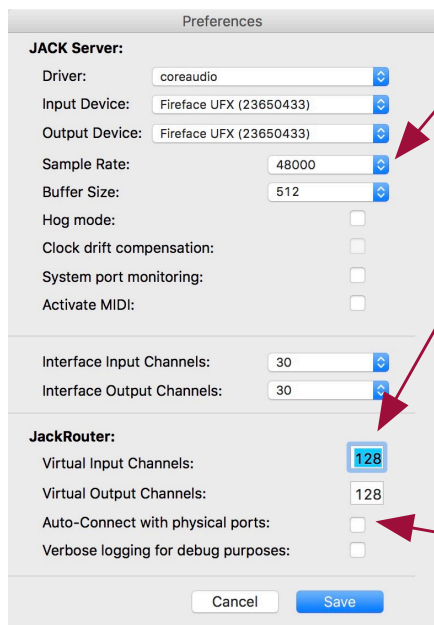 Preferences
JACK Server:
Driver: coreaudio
Input Device: Fireface UFX (23650433)
Output Device: Fireface UFX (23650433)
Sample Rate: 48000
Buffer Size: 512
Hog mode:
Clock drift compensation:
System port monitoring:
Activate MIDI:
Interface Input Channels: 30
Interface Output Channels: 30
JackRouter:
Virtual Input Channels: 128
Virtual Output Channels: 128
Auto-Connect with physical ports:
Verbose logging for debug purposes:
Cancel Save